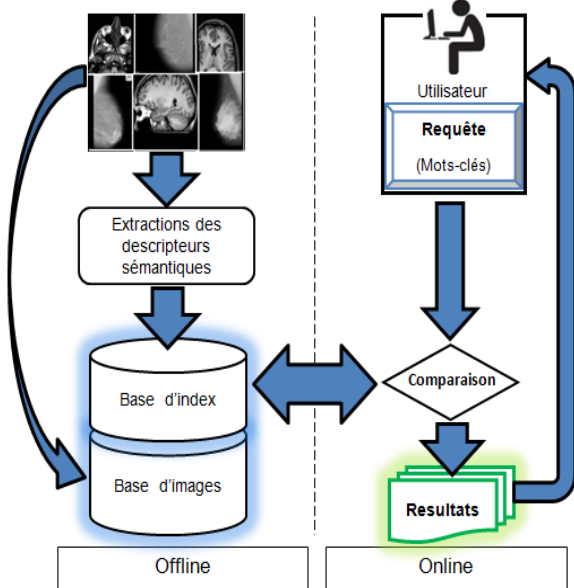 Utilisateur
Requête
(Mots-clés)
Extractions des
descripteurs
sémantiques
Comparaison
Base d'index
Base d'images
Resultats
Offline
Online